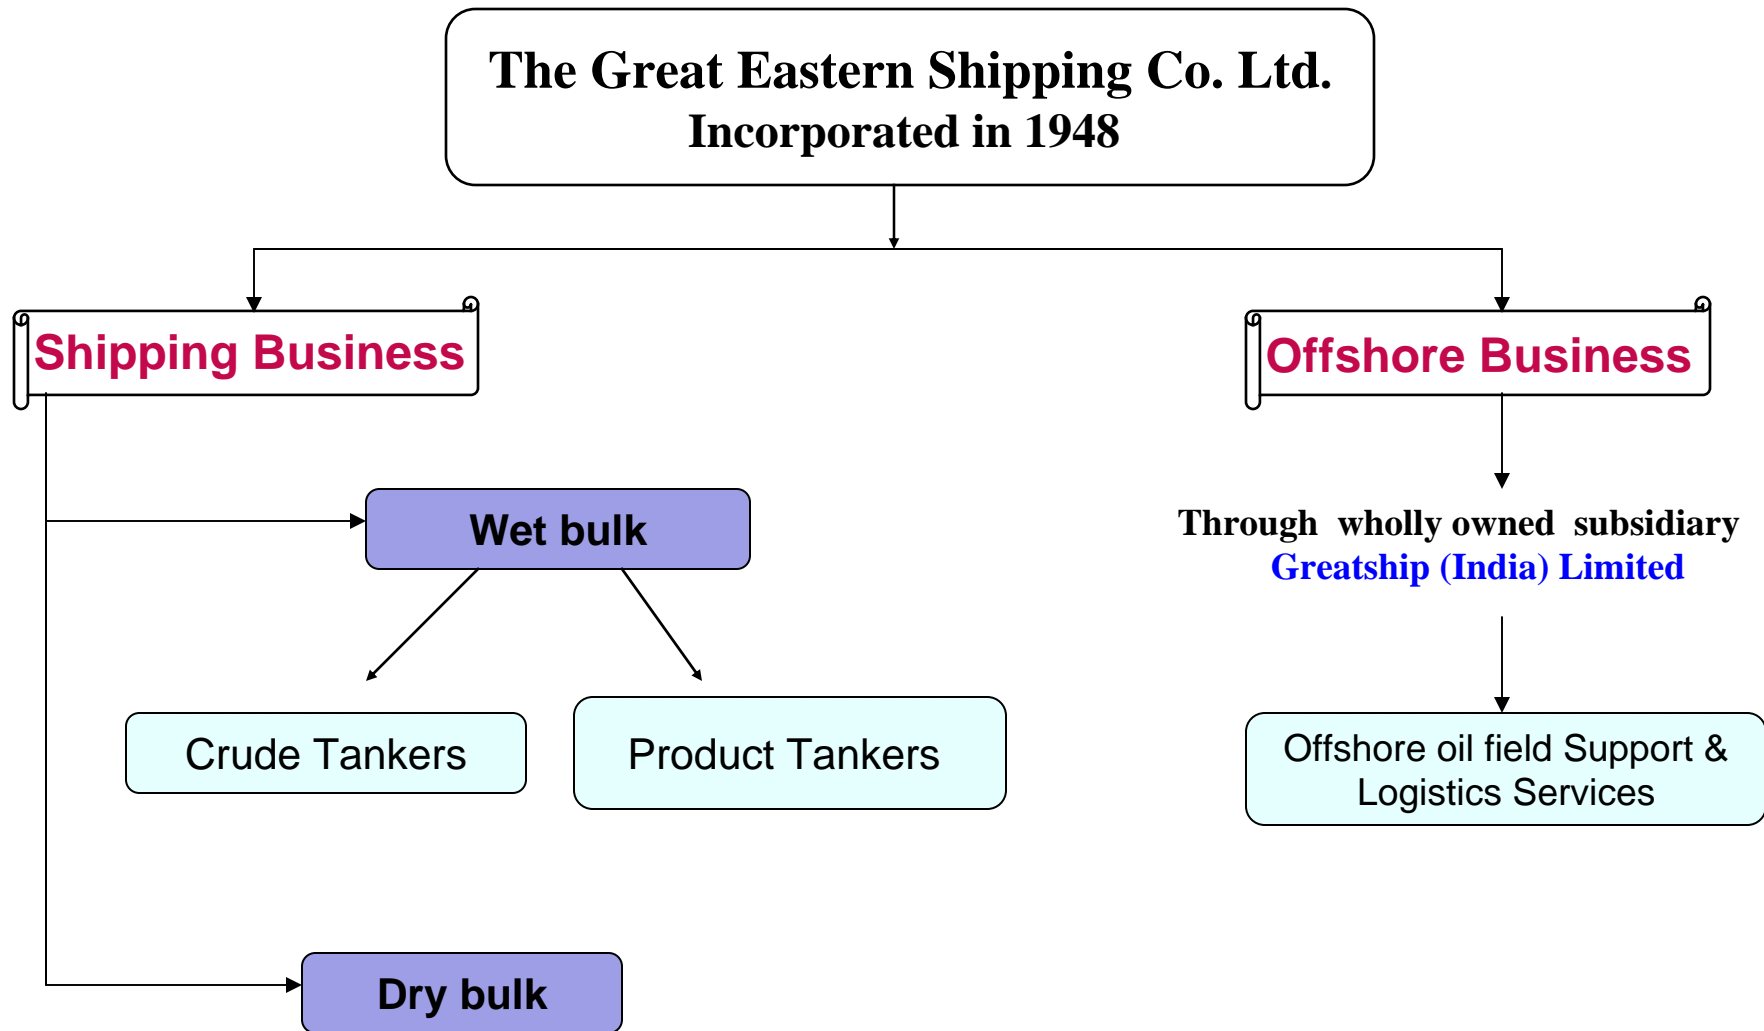 The Great Eastern Shipping Co. Ltd.
Incorporated in 1948
Shipping Business
Offshore Business
Wet bulk
Through wholly owned subsidiary
Greatship (India) Limited
Crude Tankers
Product Tankers
Offshore oil field Support &
Logistics Services
Dry bulk